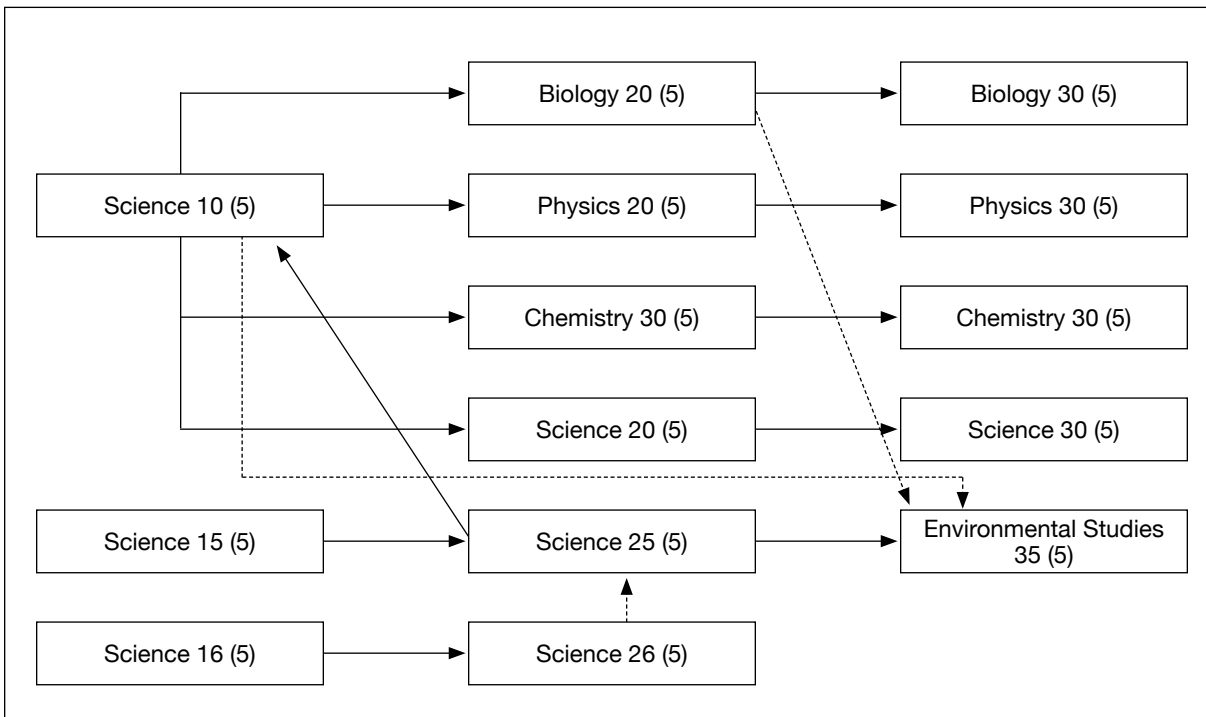 Biology 20 (5)
Biology 30 (5)
Science 10 (5)
Physics 20 (5)
Physics 30 (5)
Chemistry 30 (5)
Chemistry 30 (5)
Science 20 (5)
Science 30 (5)
Science 15 (5)
Science 25 (5)
Environmental Studies
35 (5)
Science 16 (5)
Science 26 (5)